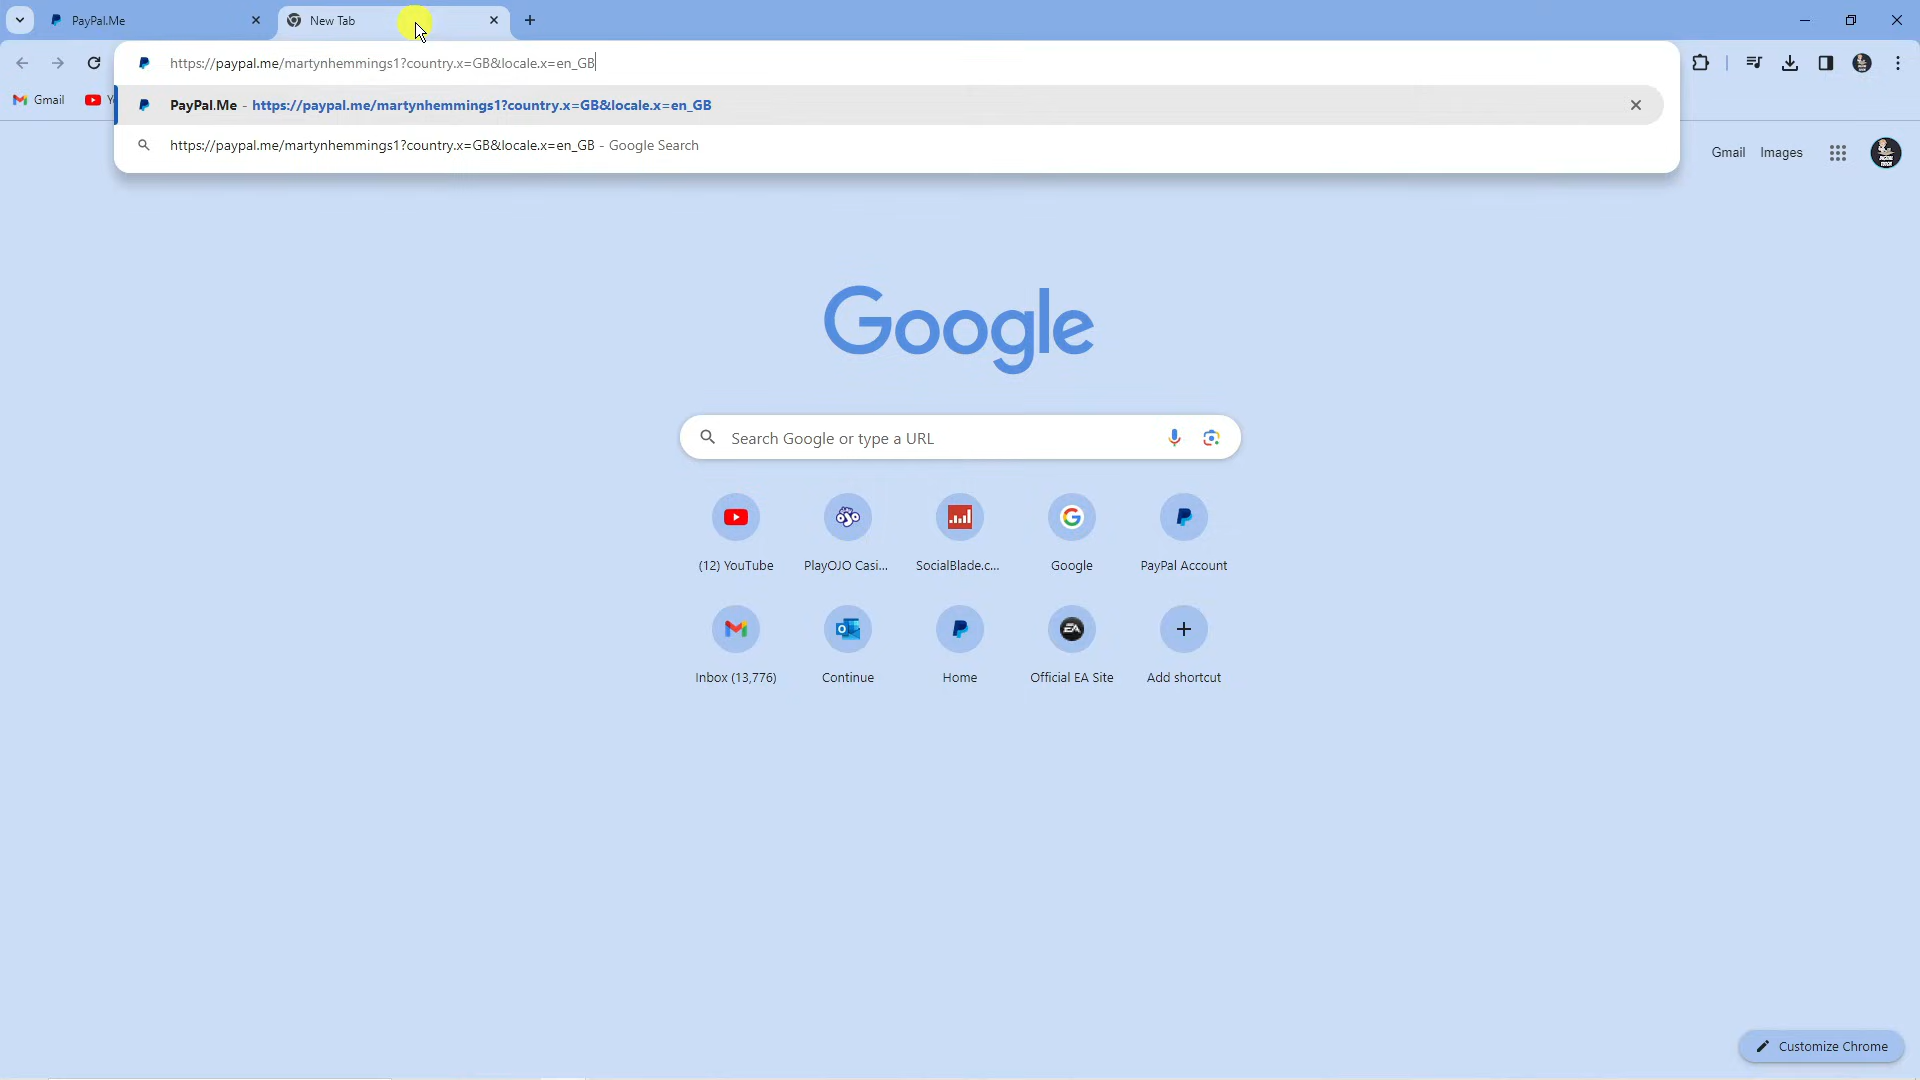 PayPal.Me
New Tab
https://paypal.me/martynhemmings1?country.x=GB&locale.x=en_GB
PayPal.Me - https://paypal.me/martynhemmings1?country.x=GB&locale.x=en_GB
Gmail
https://paypal.me/martynhemmings1?country.x=GB&locale.x=en_GB - Google Search
Gmail Images
Google
Search Google or type a URL
(12) YouTube PlayOJO Casi... SocialBlade.c... Google PayPal Account
Inbox (13,776) Continue Home Official EA Site Add shortcut
Customize Chrome